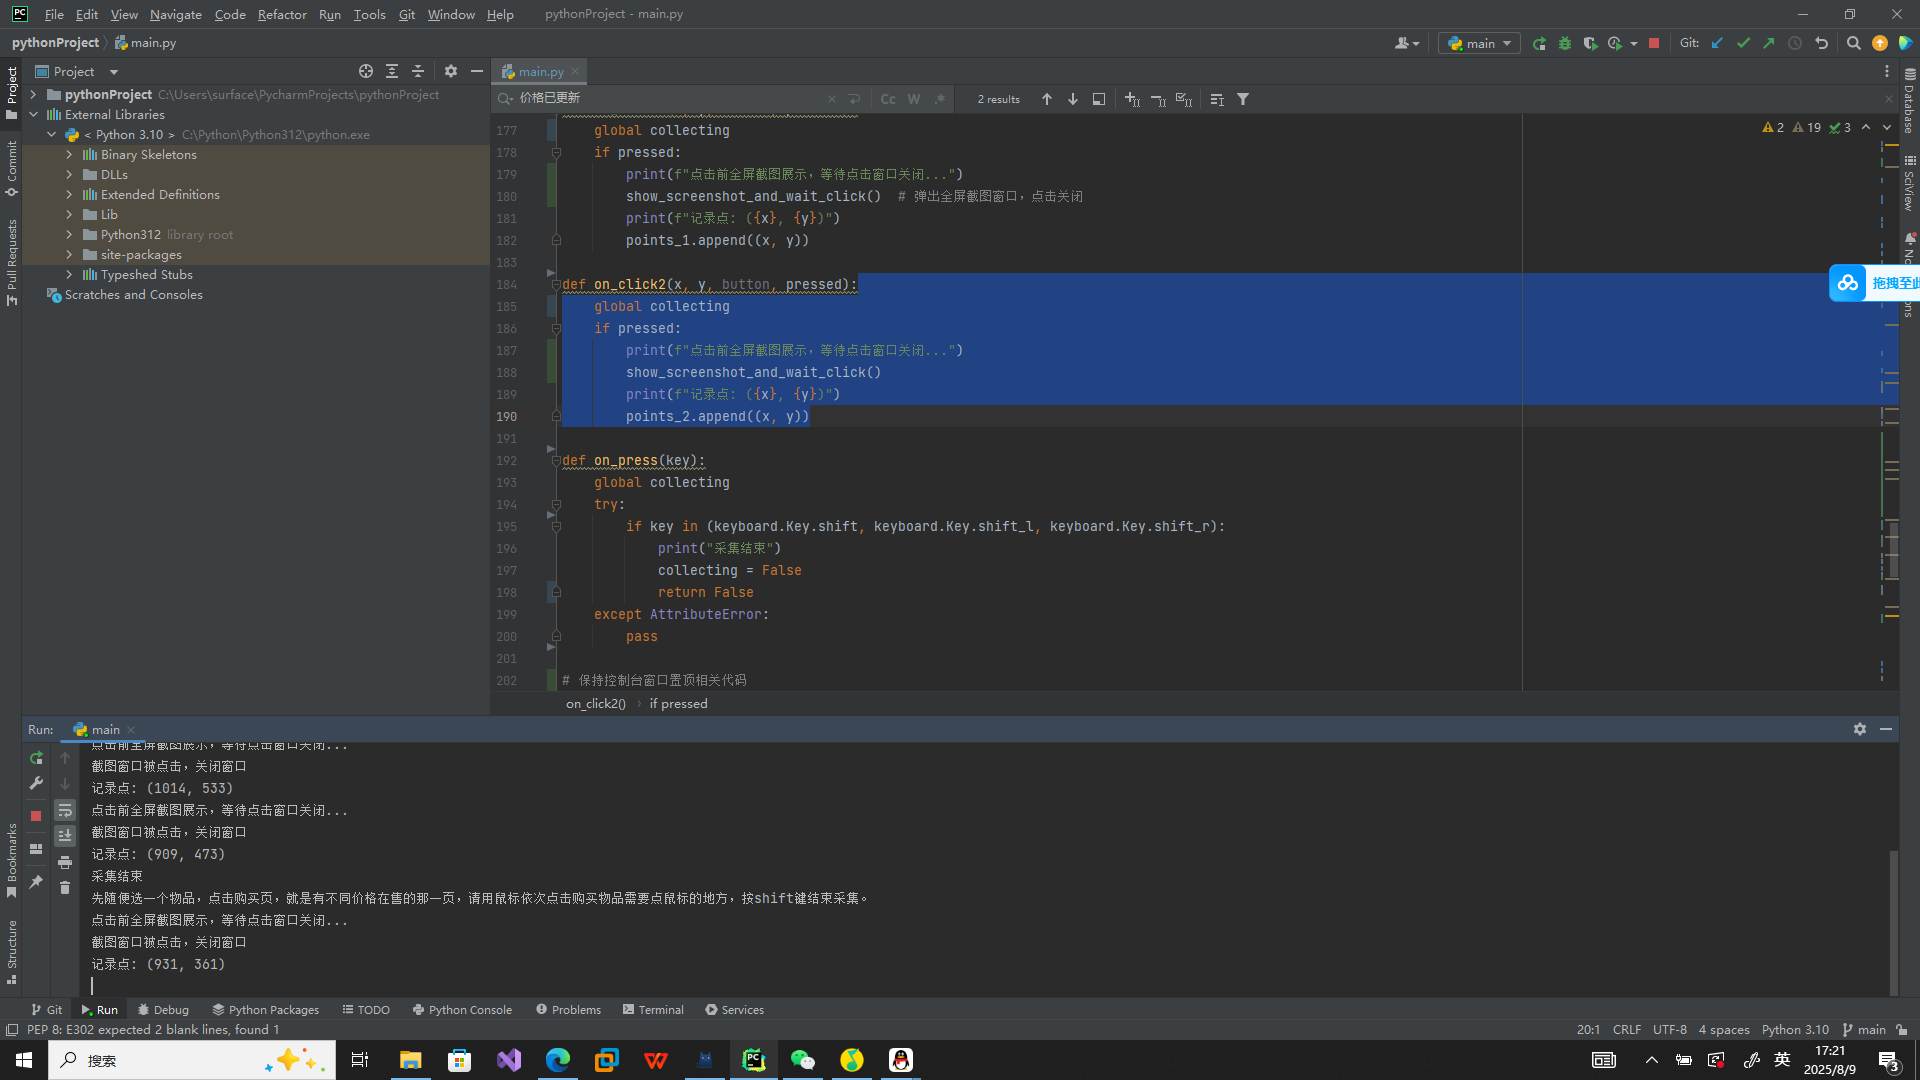 File Edit View Navigate Code Refactor Run Tools Git Window Help pythonProject - main.py
pythonProject main.py
main
Git:
Project
main.py
价格已更新
Cc W .*
2 results
pythonProject C:\Users\surface\PycharmProjects\pythonProject
External Libraries
< Python 3.10 > C:\Python\Python312\python.exe
Binary Skeletons
DLLs
Extended Definitions
Lib
Python312 library root
site-packages
Typeshed Stubs
Scratches and Consoles
Project
Commit
Pull Requests
Bookmarks
Structure
Database
SciView
2 19 3
拖拽至此
177 global collecting
178 if pressed:
179 print(f"点击前全屏截图展示，等待点击窗口关闭...")
180 show_screenshot_and_wait_click() # 弹出全屏截图窗口，点击关闭
181 print(f"记录点: ({x}, {y})")
182 points_1.append((x, y))
183
184 def on_click2(x, y, button, pressed):
185 global collecting
186 if pressed:
187 print(f"点击前全屏截图展示，等待点击窗口关闭...")
188 show_screenshot_and_wait_click()
189 print(f"记录点: ({x}, {y})")
190 points_2.append((x, y))
191
192 def on_press(key):
193 global collecting
194 try:
195 if key in (keyboard.Key.shift, keyboard.Key.shift_l, keyboard.Key.shift_r):
196 print("采集结束")
197 collecting = False
198 return False
199 except AttributeError:
200 pass
201
202 # 保持控制台窗口置顶相关代码
on_click2() if pressed
Run: main
点击前全屏截图展示，等待点击窗口关闭...
截图窗口被点击，关闭窗口
记录点: (1014, 533)
点击前全屏截图展示，等待点击窗口关闭...
截图窗口被点击，关闭窗口
记录点: (909, 473)
采集结束
先随便选一个物品，点击购买页，就是有不同价格在售的那一页，请用鼠标依次点击购买物品需要点鼠标的地方，按shift键结束采集。
点击前全屏截图展示，等待点击窗口关闭...
截图窗口被点击，关闭窗口
记录点: (931, 361)
Git Run Debug Python Packages TODO Python Console Problems Terminal Services
PEP 8: E302 expected 2 blank lines, found 1
20:1 CRLF UTF-8 4 spaces Python 3.10 main
搜索
英
17:21
2025/8/9
3